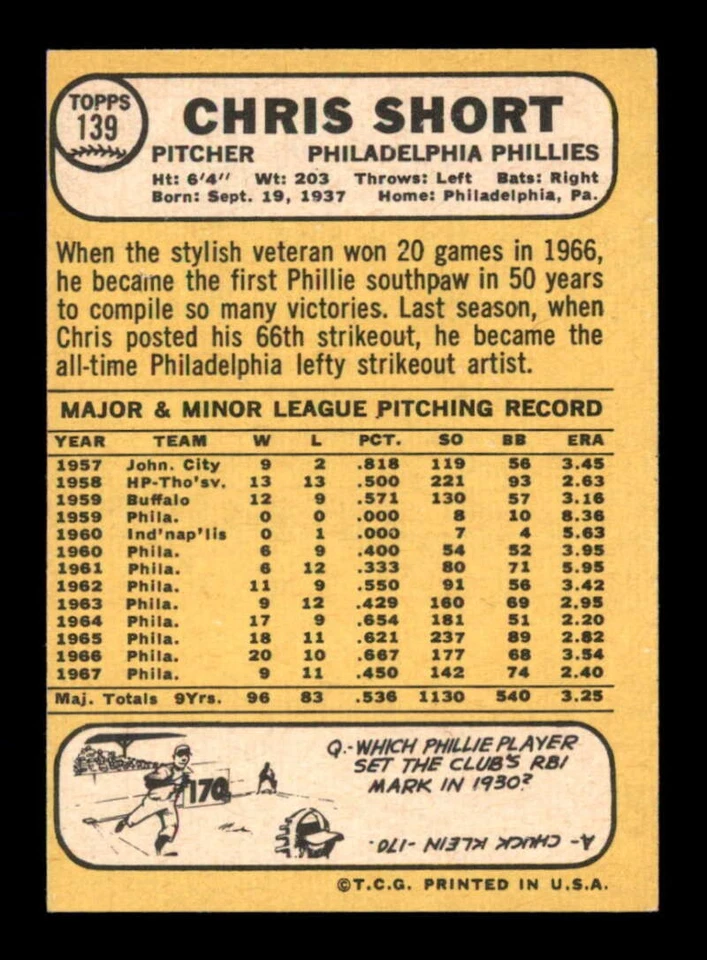 TOPPS
139
CHRIS SHORT
PITCHER PHILADELPHIA PHILLIES
Ht: 6'4" Wt: 203 Throws: Left Bats: Right
Born: Sept. 19, 1937 Home: Philadelphia, Pa.
When the stylish veteran won 20 games in 1966,
he became the first Phillie southpaw in 50 years
to compile so many victories. Last season, when
Chris posted his 66th strikeout, he became the
all-time Philadelphia lefty strikeout artist.
MAJOR & MINOR LEAGUE PITCHING RECORD
YEAR TEAM W L PCT. SO BB ERA
1957 John. City 9 2 .818 119 56 3.45
1958 HP-Tho'sv. 13 13 .500 221 93 2.63
1959 Buffalo 12 9 .571 130 57 3.16
1959 Phila. 0 0 .000 8 10 8.36
1960 Ind'nap'lis 0 1 .000 7 4 5.63
1960 Phila. 6 9 .400 54 52 3.95
1961 Phila. 6 12 .333 80 71 5.95
1962 Phila. 11 9 .550 91 56 3.42
1963 Phila. 9 12 .429 160 69 2.95
1964 Phila. 17 9 .654 181 51 2.20
1965 Phila. 18 11 .621 237 89 2.82
1966 Phila. 20 10 .667 177 68 3.54
1967 Phila. 9 11 .450 142 74 2.40
Maj. Totals 9Yrs. 96 83 .536 1130 540 3.25
170
Q.-WHICH PHILLIE PLAYER
SET THE CLUB'S RBI
MARK IN 1930?
A- CHUCK KLEIN -170.
©T.C.G. PRINTED IN U.S.A.